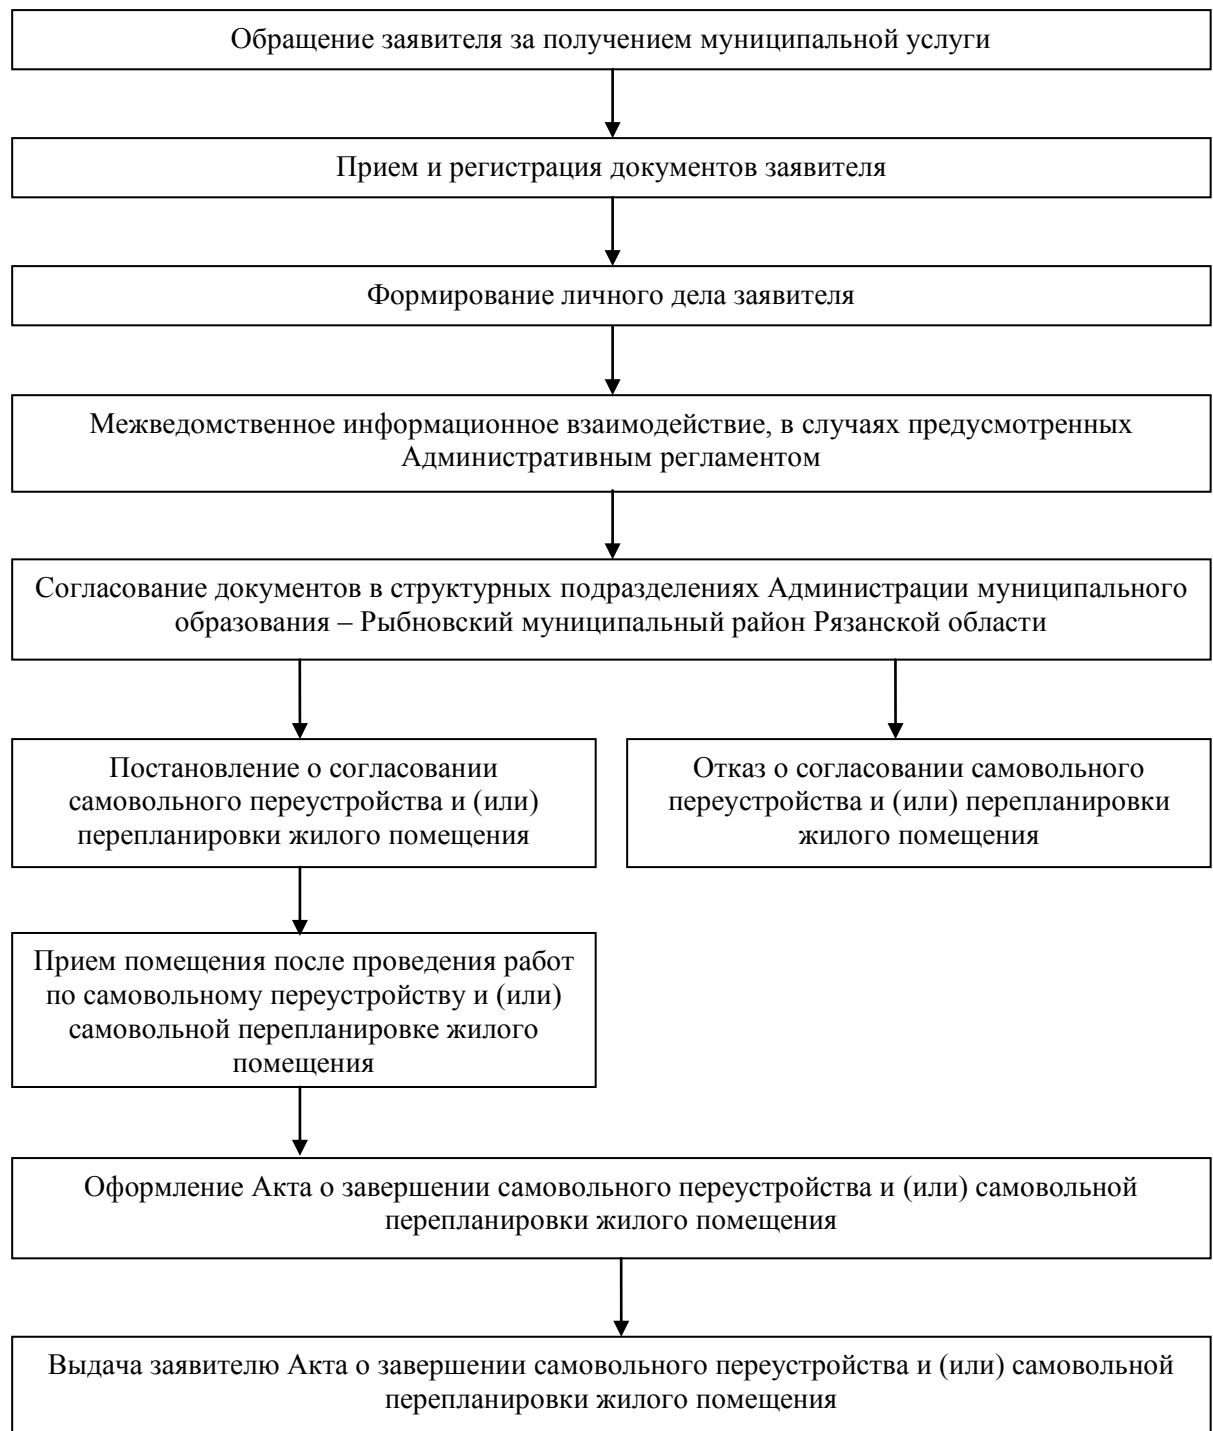 Обращение заявителя за получением муниципальной услуги
Прием и регистрация документов заявителя
Формирование личного дела заявителя
Межведомственное информационное взаимодействие, в случаях предусмотренных
Административным регламентом
Согласование документов в структурных подразделениях Администрации муниципального
образования – Рыбновский муниципальный район Рязанской области
Постановление о согласовании
самовольного переустройства и (или)
перепланировки жилого помещения
Отказ о согласовании самовольного
переустройства и (или) перепланировки
жилого помещения
Прием помещения после проведения работ
по самовольному переустройству и (или)
самовольной перепланировке жилого
помещения
Оформление Акта о завершении самовольного переустройства и (или) самовольной
перепланировки жилого помещения
Выдача заявителю Акта о завершении самовольного переустройства и (или) самовольной
перепланировки жилого помещения